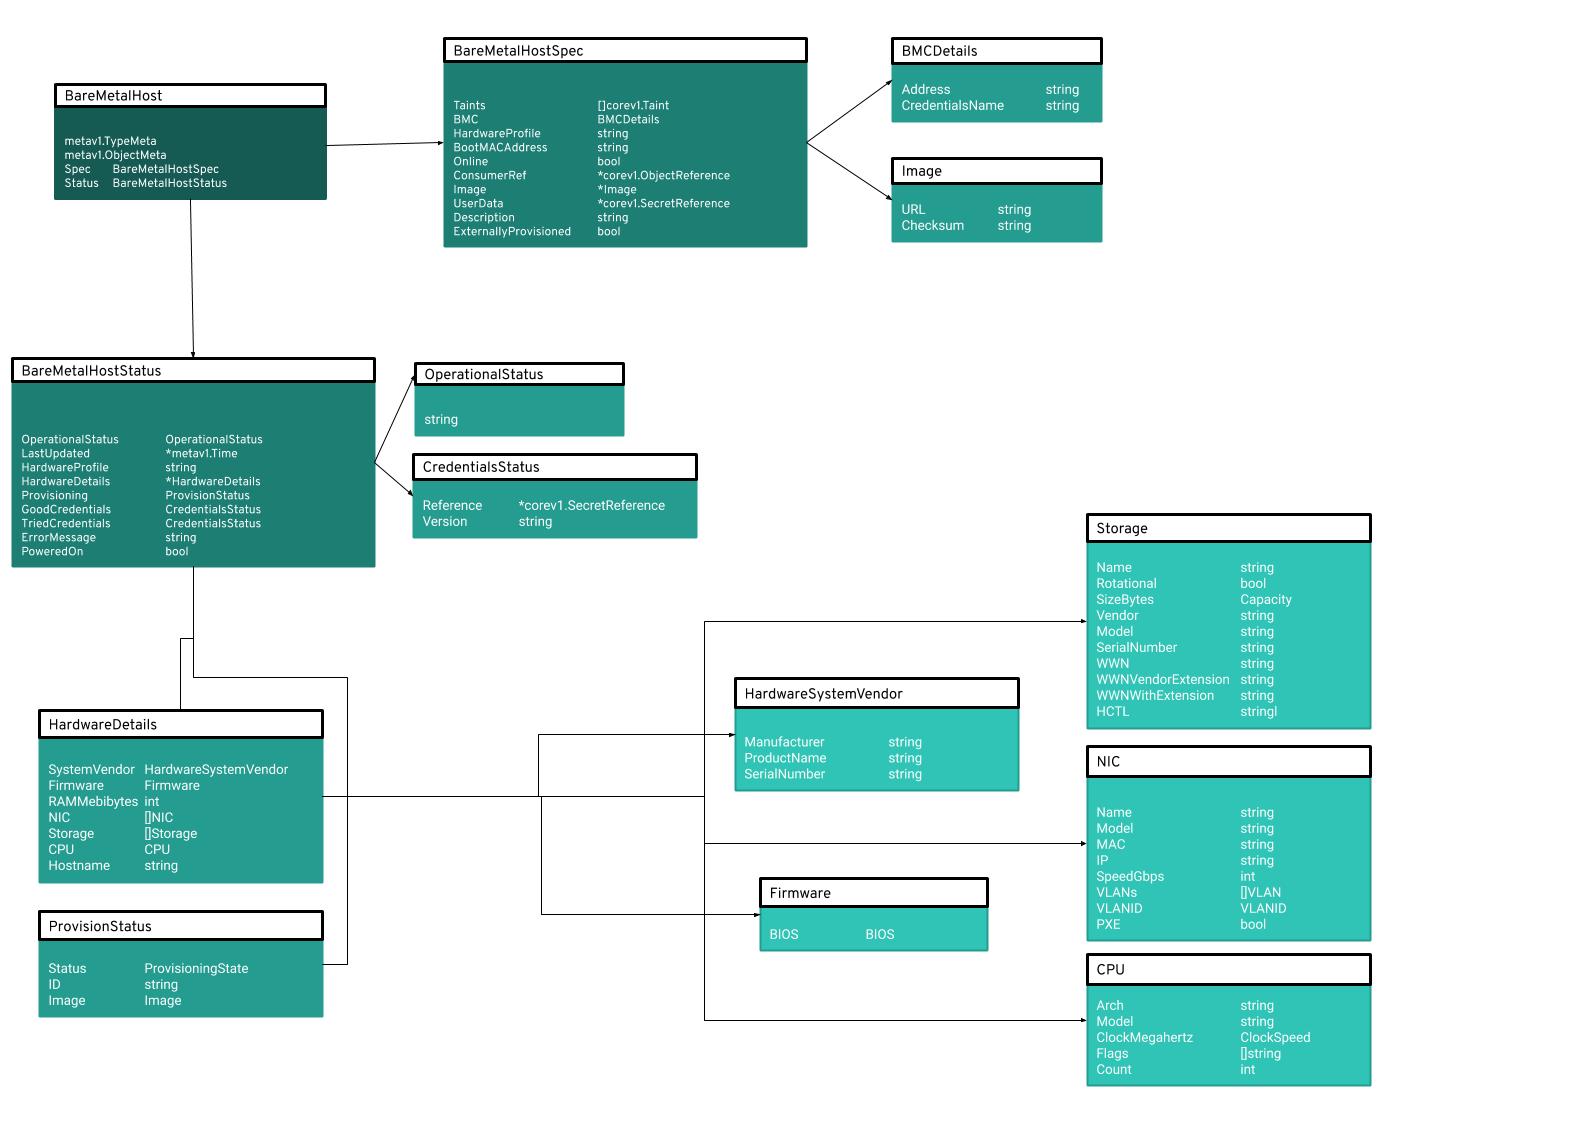 BareMetalHost
metav1.TypeMeta
metav1.ObjectMeta
Spec BareMetalHostSpec
Status BareMetalHostStatus
BareMetalHostSpec
Taints []corev1.Taint
BMC BMCDetails
HardwareProfile string
BootMACAddress string
Online bool
ConsumerRef *corev1.ObjectReference
Image *Image
UserData *corev1.SecretReference
Description string
ExternallyProvisioned bool
BMCDetails
Address string
CredentialsName string
Image
URL string
Checksum string
BareMetalHostStatus
OperationalStatus OperationalStatus
LastUpdated *metav1.Time
HardwareProfile string
HardwareDetails *HardwareDetails
Provisioning ProvisionStatus
GoodCredentials CredentialsStatus
TriedCredentials CredentialsStatus
ErrorMessage string
PoweredOn bool
OperationalStatus
string
CredentialsStatus
Reference *corev1.SecretReference
Version string
HardwareDetails
SystemVendor HardwareSystemVendor
Firmware Firmware
RAMMebibytes int
NIC []NIC
Storage []Storage
CPU CPU
Hostname string
ProvisionStatus
Status ProvisioningState
ID string
Image Image
HardwareSystemVendor
Manufacturer string
ProductName string
SerialNumber string
Firmware
BIOS BIOS
Storage
Name string
Rotational bool
SizeBytes Capacity
Vendor string
Model string
SerialNumber string
WWN string
WWNVendorExtension string
WWNWithExtension string
HCTL stringl
NIC
Name string
Model string
MAC string
IP string
SpeedGbps int
VLANs []VLAN
VLANID VLANID
PXE bool
CPU
Arch string
Model string
ClockMegahertz ClockSpeed
Flags []string
Count int